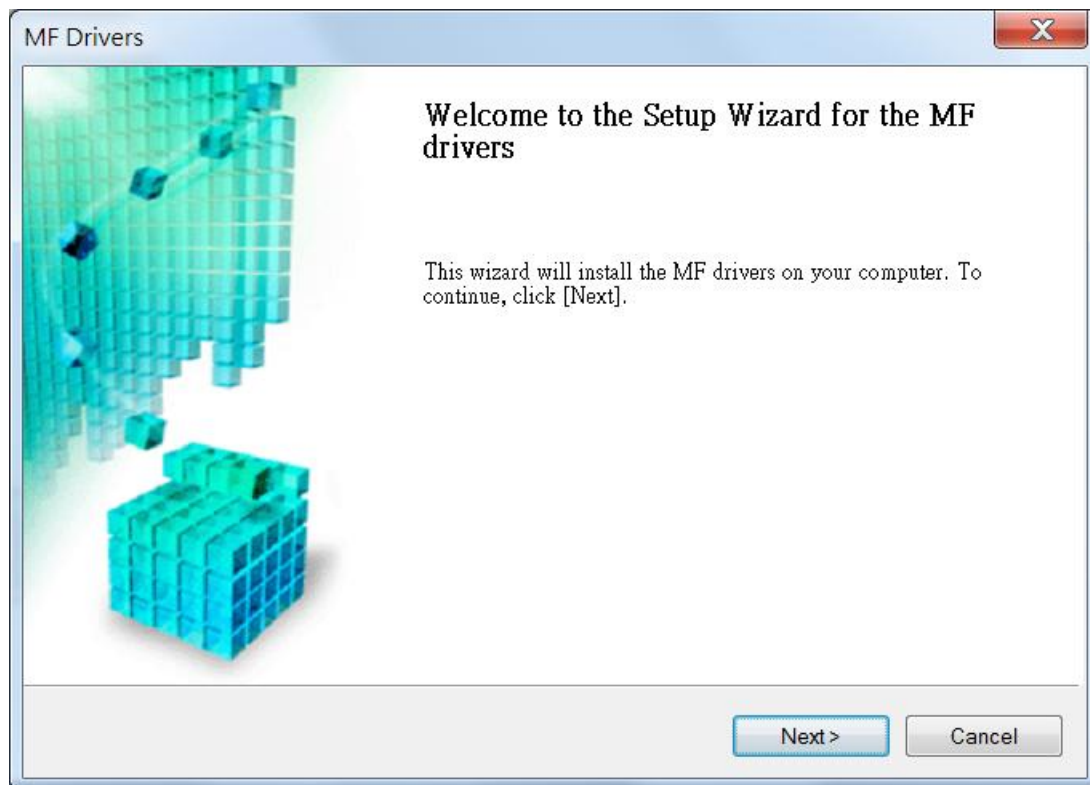 MF Drivers
X
Welcome to the Setup Wizard for the MF
drivers
This wizard will install the MF drivers on your computer. To
continue, click [Next].
Next >
Cancel